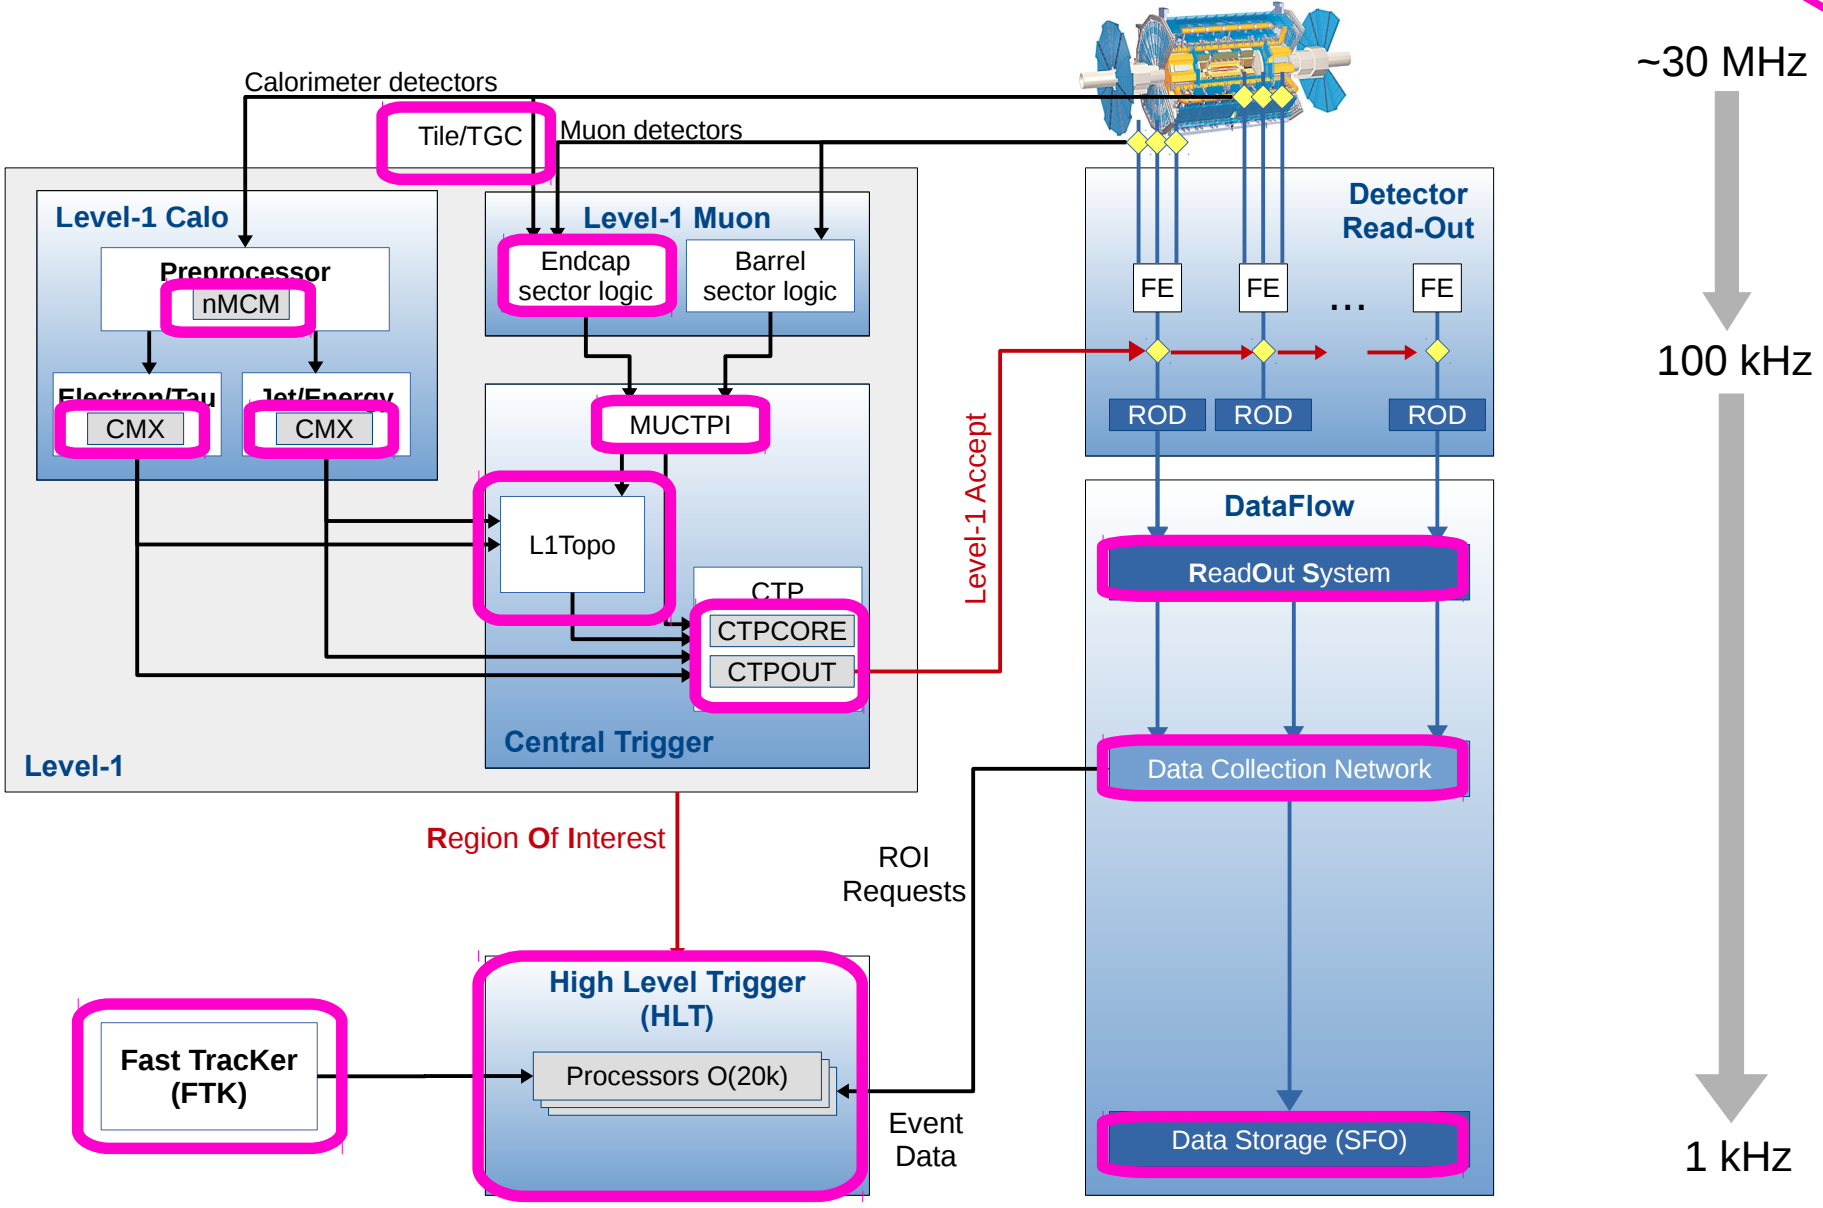 ~30 MHz
Calorimeter detectors
Tile/TGC
Muon detectors
Level-1 Calo
Preprocessor
nMCM
Electron/Tau
CMX
Jet/Energy
CMX
Level-1 Muon
Endcap
sector logic
Barrel
sector logic
MUCTPI
L1Topo
CTP
CTPCORE
CTPOUT
Central Trigger
Level-1
Level-1 Accept
Detector
Read-Out
FE
FE
...
FE
ROD
ROD
ROD
100 kHz
DataFlow
ReadOut System
Data Collection Network
Data Storage (SFO)
Region Of Interest
ROI
Requests
High Level Trigger
(HLT)
Processors O(20k)
Fast TracKer
(FTK)
Event
Data
1 kHz